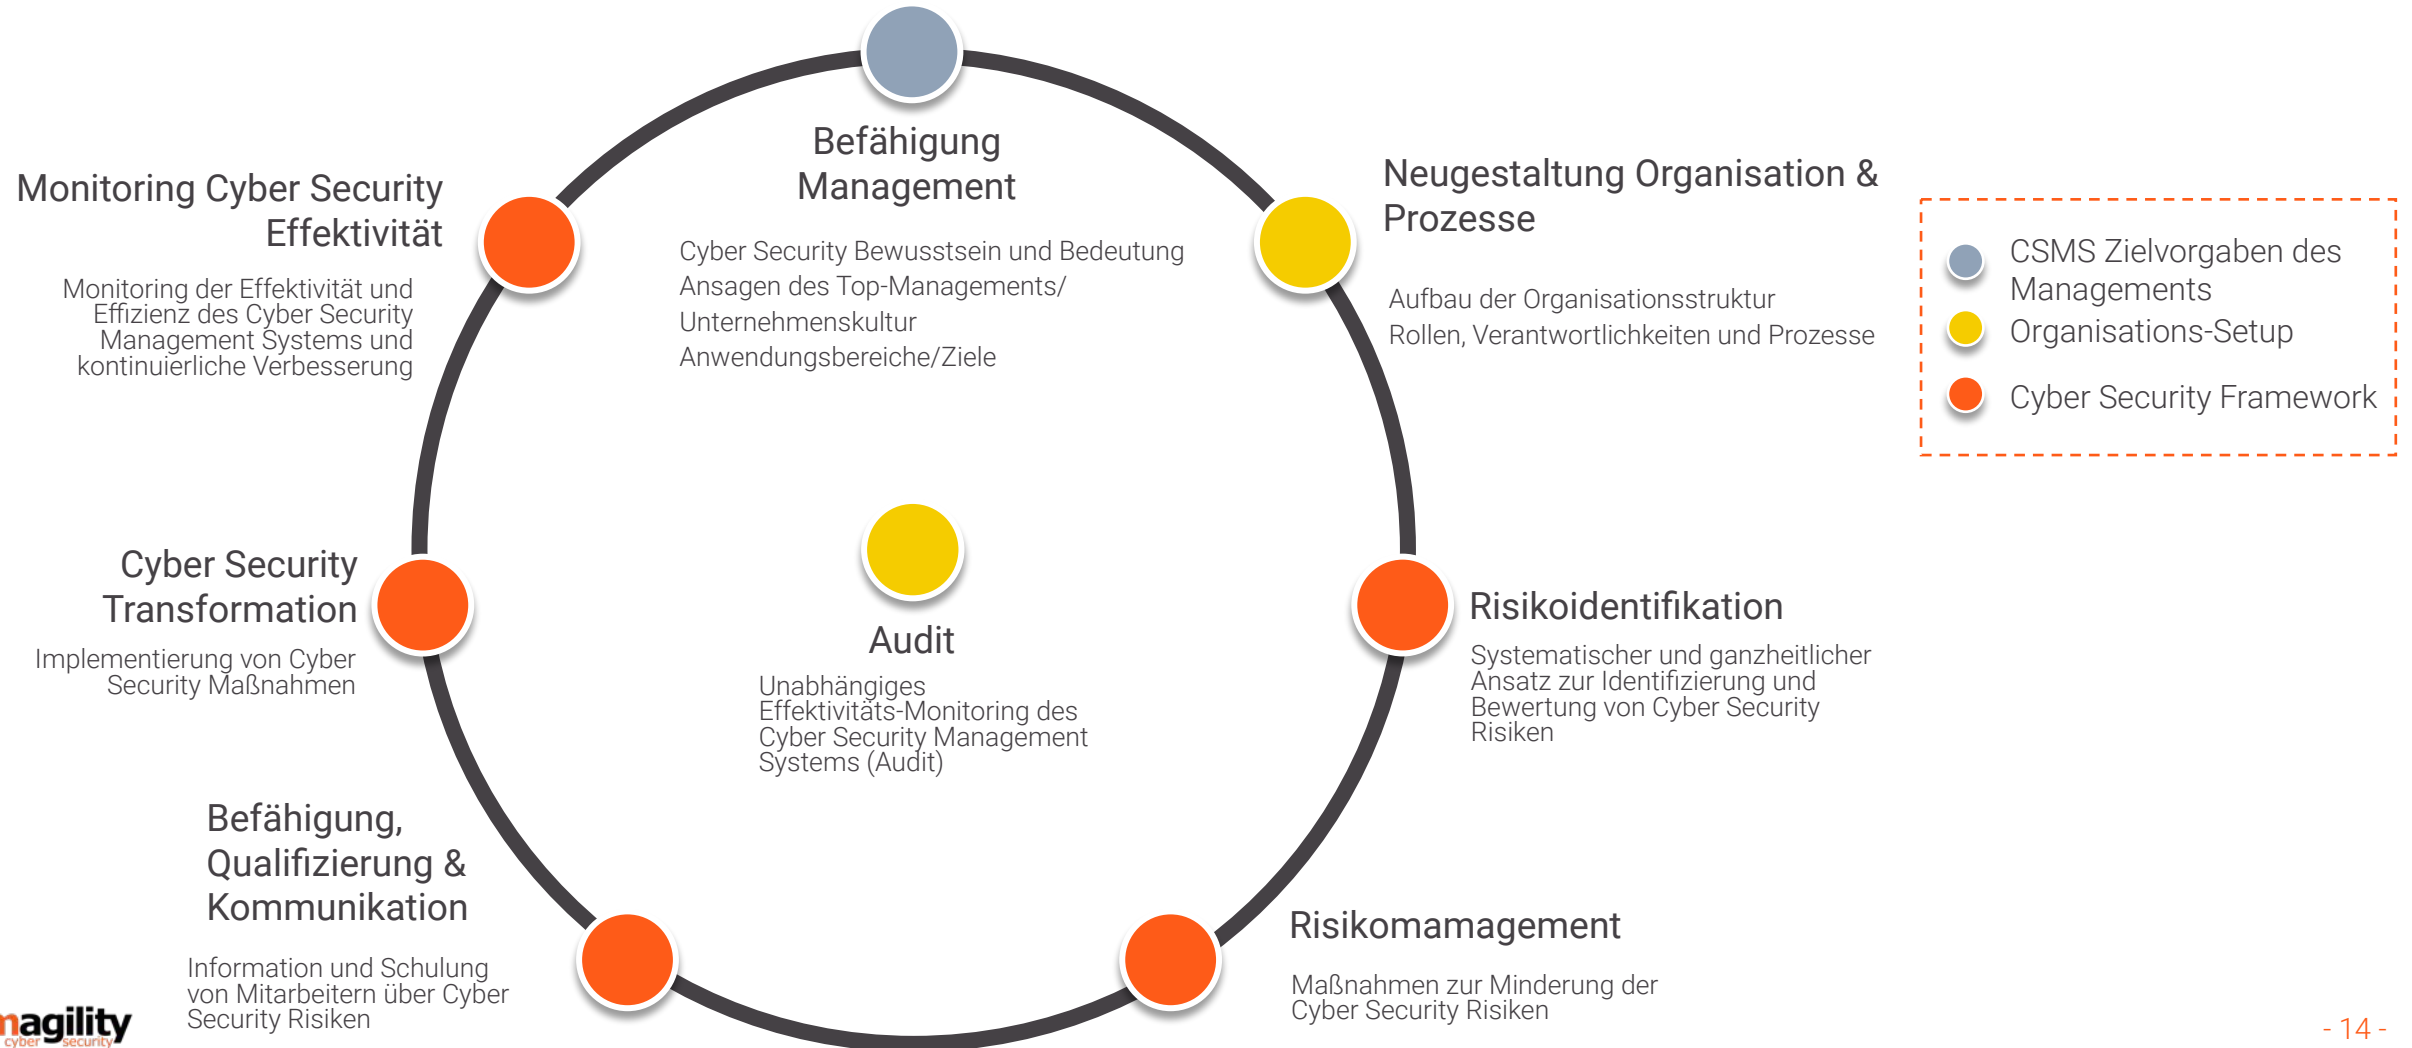 Befähigung
Management
Cyber Security Bewusstsein und Bedeutung
Ansagen des Top-Managements/
Unternehmenskultur
Anwendungsbereiche/Ziele
Neugestaltung Organisation &
Prozesse
Aufbau der Organisationsstruktur
Rollen, Verantwortlichkeiten und Prozesse
CSMS Zielvorgaben des
Managements
Organisations-Setup
Cyber Security Framework
Monitoring Cyber Security
Effektivität
Monitoring der Effektivität und
Effizienz des Cyber Security
Management Systems und
kontinuierliche Verbesserung
Cyber Security
Transformation
Implementierung von Cyber
Security Maßnahmen
Audit
Unabhängiges
Effektivitäts-Monitoring des
Cyber Security Management
Systems (Audit)
Risikoidentifikation
Systematischer und ganzheitlicher
Ansatz zur Identifizierung und
Bewertung von Cyber Security
Risiken
Befähigung,
Qualifizierung &
Kommunikation
Information und Schulung
von Mitarbeitern über Cyber
Security Risiken
Risikomamagement
Maßnahmen zur Minderung der
Cyber Security Risiken
magility
cyber security
- 14 -